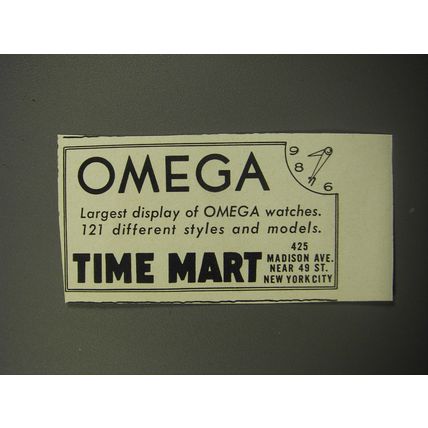 OMEGA
9
8
6
Largest display of OMEGA watches.
121 different styles and models.
TIME MART
425
MADISON AVE.
NEAR 49 ST.
NEW YORK CITY